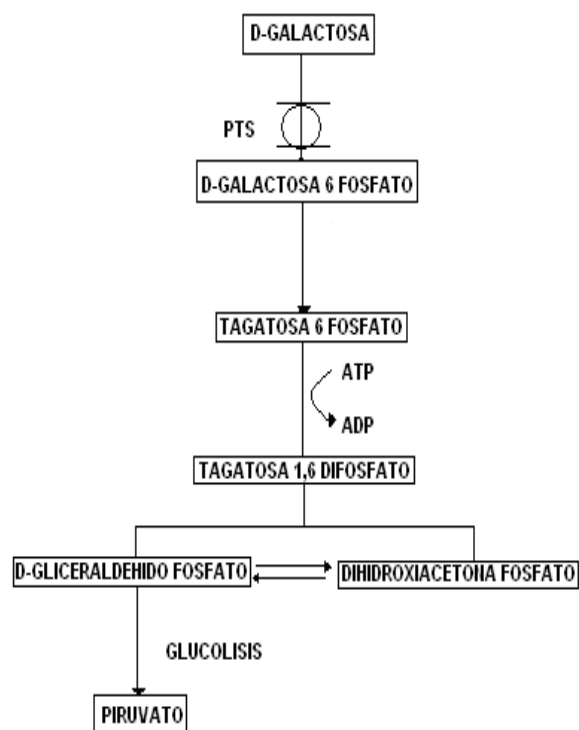 D-GALACTOSA
PTS
D-GALACTOSA 6 FOSFATO
TAGATOSA 6 FOSFATO
ATP
ADP
TAGATOSA 1,6 DIFOSFATO
D-GLICERALDEHIDO FOSFATO
DIHIDROXIACETONA FOSFATO
GLUCOLISIS
PIRUVATO